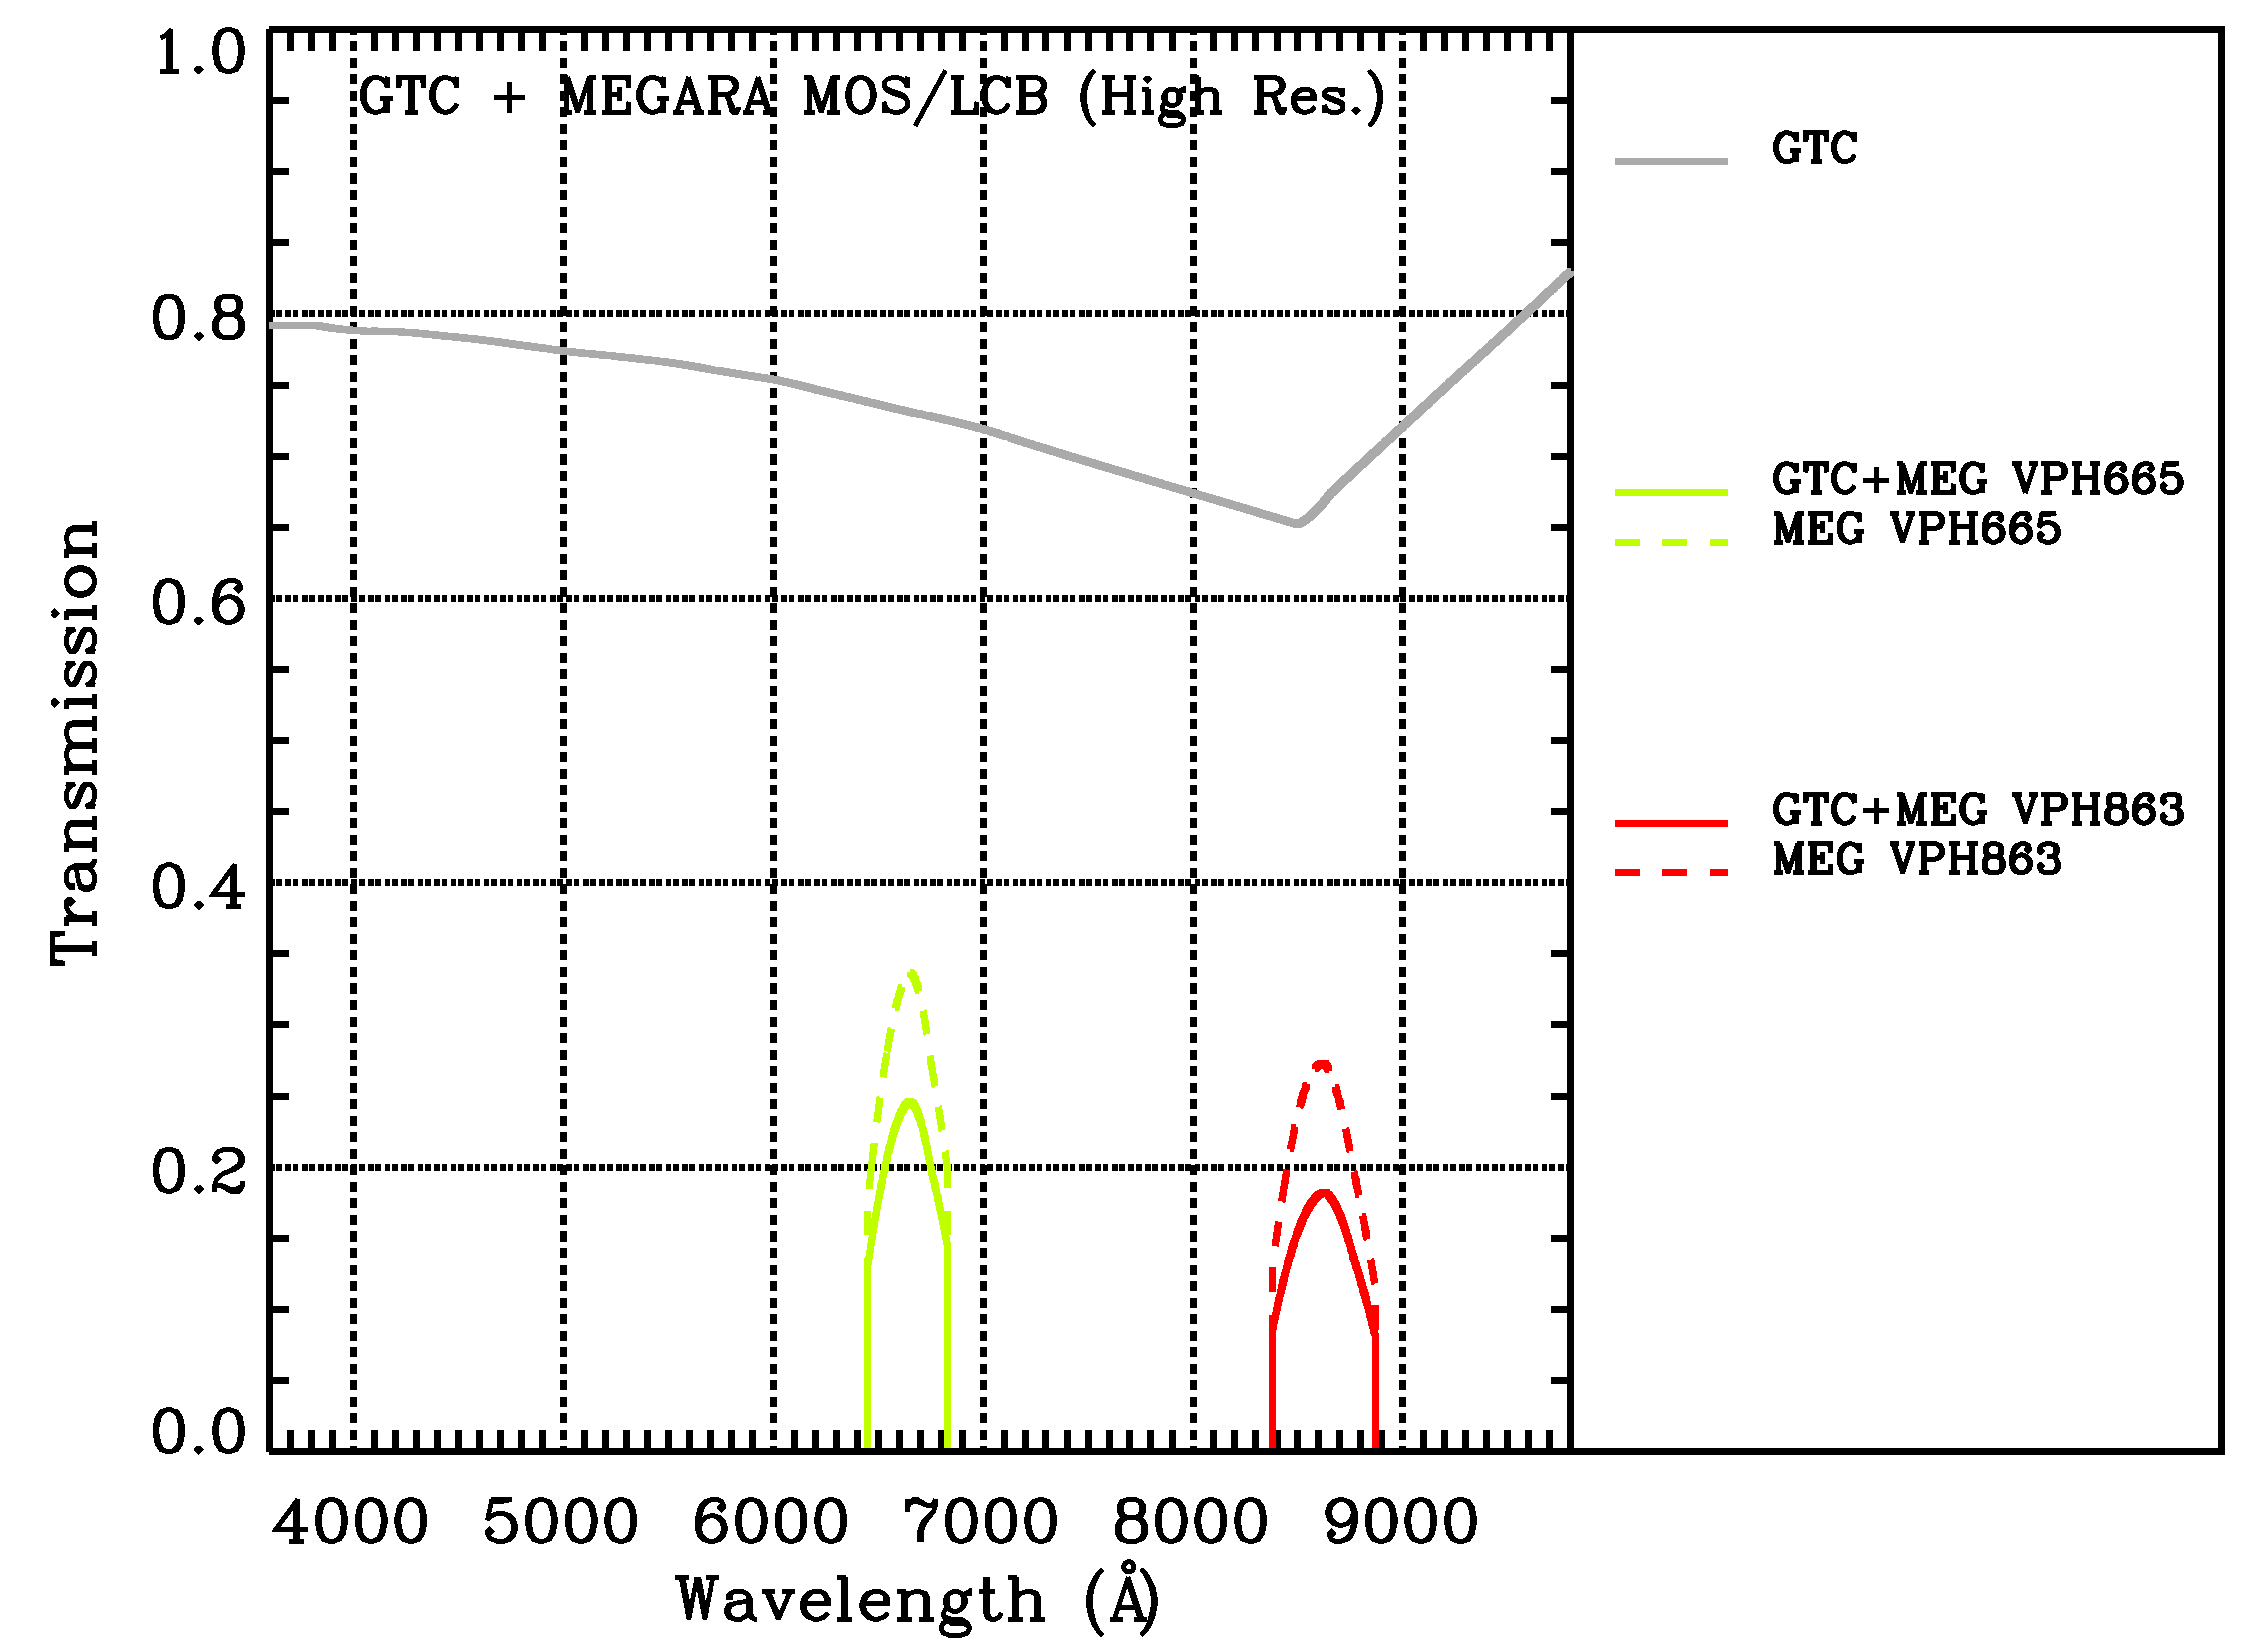 GTC + MEGARA MOS/LCB (High Res.)
1.0
0.8
0.6
0.4
0.2
0.0
Transmission
4000 5000 6000 7000 8000 9000
Wavelength (Å)
GTC
GTC+MEG VPH665
MEG VPH665
GTC+MEG VPH863
MEG VPH863